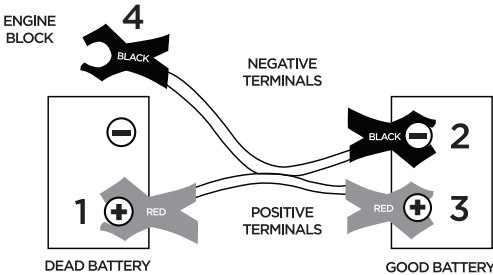 ENGINE
BLOCK
4
BLACK
NEGATIVE
TERMINALS
−
BLACK
−
2
1
+
RED
POSITIVE
TERMINALS
RED
+
3
DEAD BATTERY
GOOD BATTERY